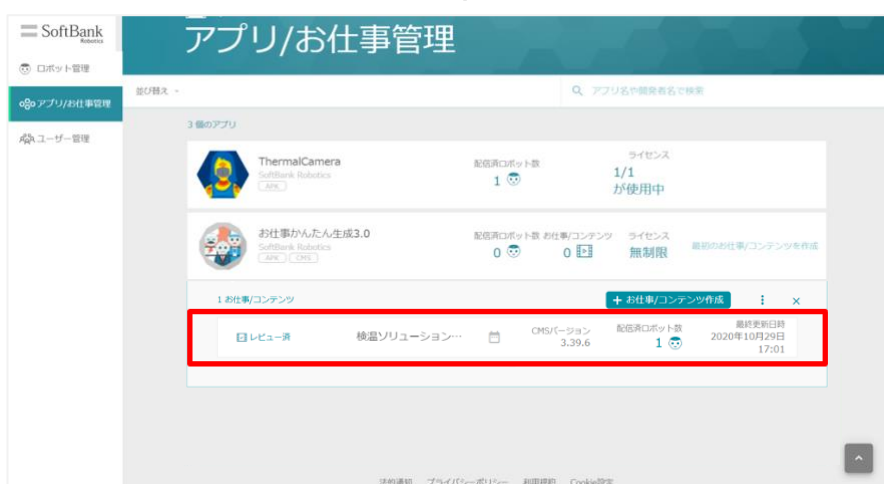 SoftBank
Robotics
アプリ/お仕事管理
ロボット管理
アプリ/お仕事管理
ユーザー管理
並び替え
アプリ名や開発者名で検索
3 個のアプリ
ThermalCamera
SoftBank Robotics
APK
配信済ロボット数
1
ライセンス
1/1
が使用中
お仕事かんたん生成3.0
SoftBank Robotics
APK CMS
配信済ロボット数 お仕事/コンテンツ ライセンス
0 0 無制限
最初のお仕事/コンテンツを作成
1 お仕事/コンテンツ
+ お仕事/コンテンツ作成
レビュー済
検温ソリューション…
CMSバージョン
3.39.6
配信済ロボット数
1
最終更新日時
2020年10月29日
17:01
法的通知 プライバシーポリシー 利用規約 Cookie設定